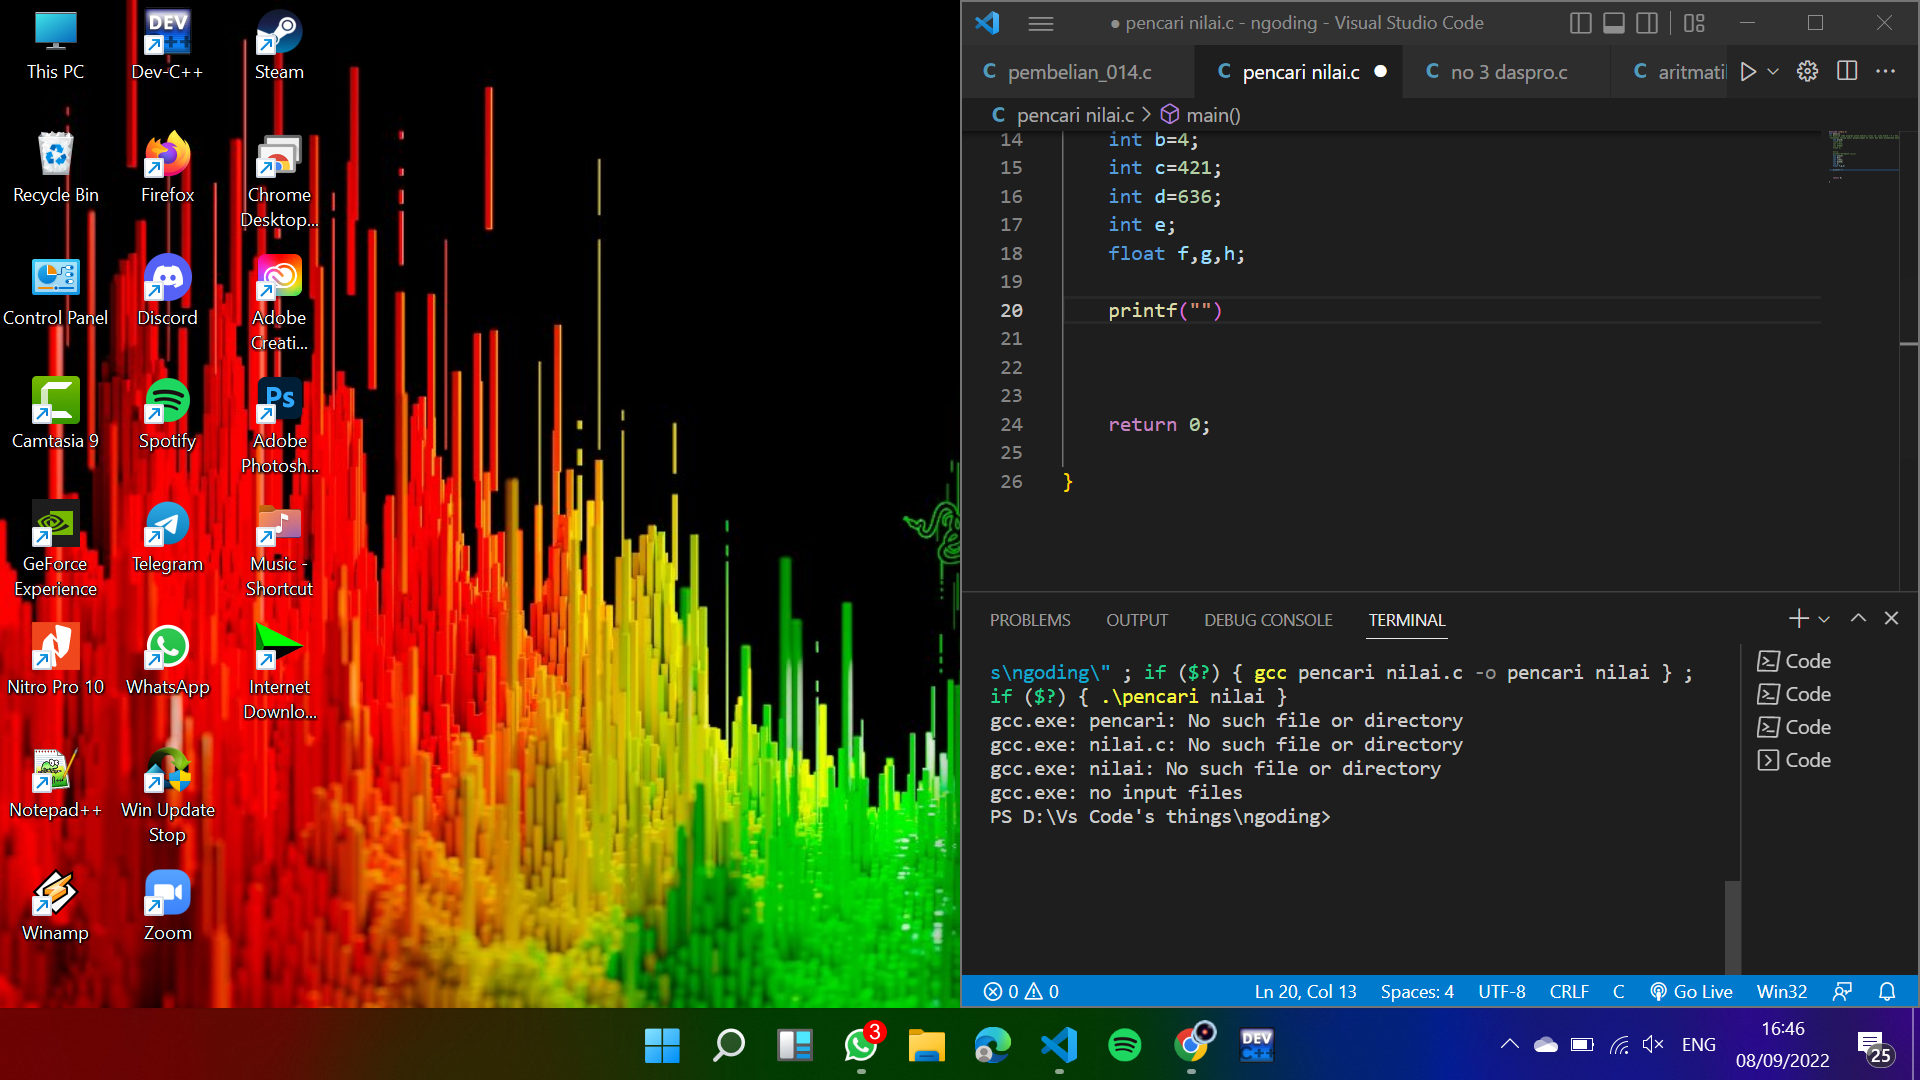 This PC
DEV
Dev-C++
Steam
Recycle Bin
Firefox
Chrome
Desktop...
Control Panel
Discord
Adobe
Creati...
Camtasia 9
Spotify
Ps
Adobe
Photosh...
GeForce
Experience
Telegram
Music -
Shortcut
Nitro Pro 10
WhatsApp
Internet
Downlo...
Notepad++
Win Update
Stop
Winamp
Zoom
● pencari nilai.c - ngoding - Visual Studio Code
C pembelian_014.c
C pencari nilai.c ●
C no 3 daspro.c
C aritmati
C pencari nilai.c > main()
14 int b=4;
15 int c=421;
16 int d=636;
17 int e;
18 float f,g,h;
19
20 printf("")
21
22
23
24 return 0;
25
26 }
PROBLEMS OUTPUT DEBUG CONSOLE TERMINAL
s\ngoding\" ; if ($?) { gcc pencari nilai.c -o pencari nilai } ;
if ($?) { .\pencari nilai }
gcc.exe: pencari: No such file or directory
gcc.exe: nilai.c: No such file or directory
gcc.exe: nilai: No such file or directory
gcc.exe: no input files
PS D:\Vs Code's things\ngoding>
Code
Code
Code
Code
0 0 Ln 20, Col 13 Spaces: 4 UTF-8 CRLF C Go Live Win32
3
DEV
C++
ENG
16:46
08/09/2022
25